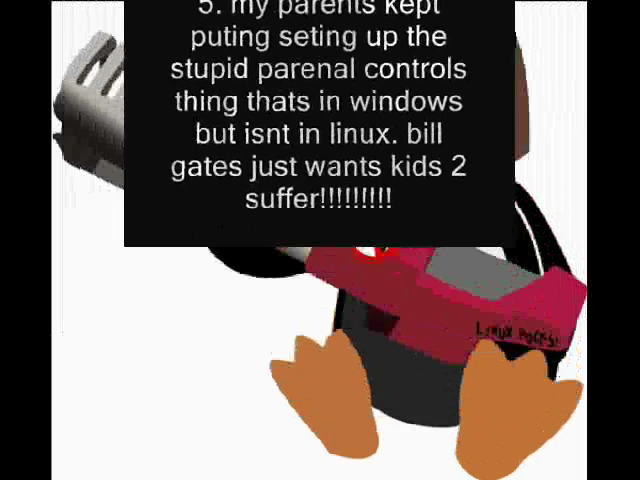 5. my parents kept
puting seting up the
stupid parenal controls
thing thats in windows
but isnt in linux. bill
gates just wants kids 2
suffer!!!!!!!!!
LINUX ROCKS!